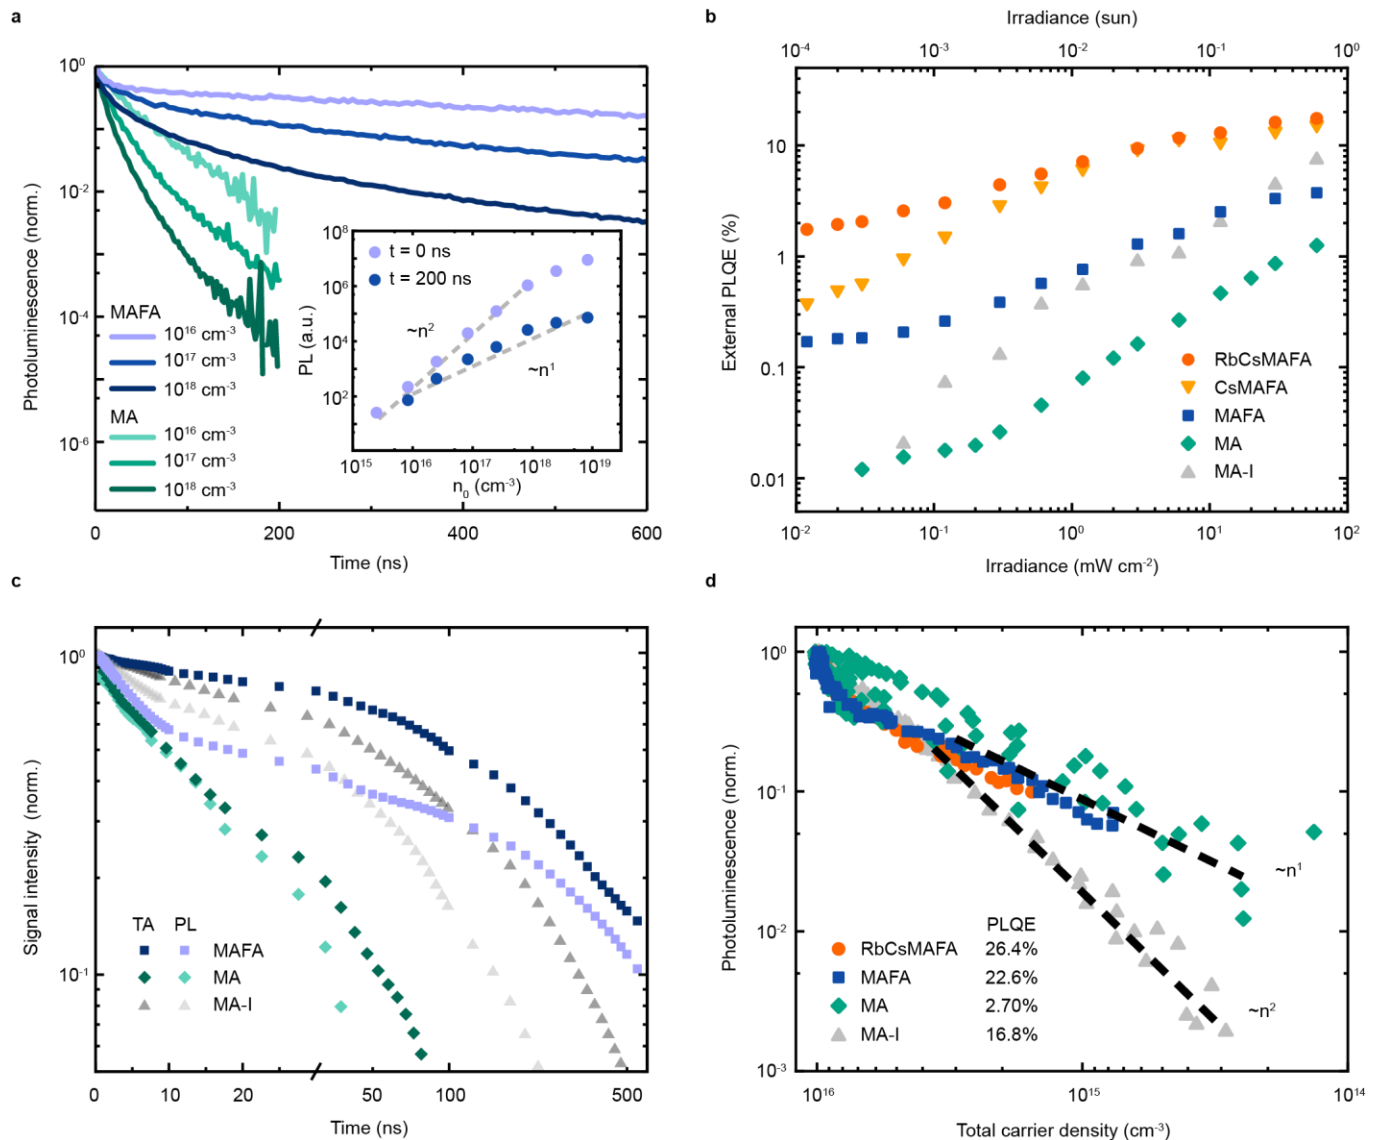 a
Photoluminescence (norm.)
10⁰
10⁻²
10⁻⁴
10⁻⁶
MAFA
10¹⁶ cm⁻³
10¹⁷ cm⁻³
10¹⁸ cm⁻³
MA
10¹⁶ cm⁻³
10¹⁷ cm⁻³
10¹⁸ cm⁻³
0 200 400 600
Time (ns)
PL (a.u.)
10⁸
10⁶
10⁴
10²
t = 0 ns
t = 200 ns
~n²
~n¹
10¹⁵ 10¹⁶ 10¹⁷ 10¹⁸ 10¹⁹
n₀ (cm⁻³)
b
Irradiance (sun)
10⁻⁴ 10⁻³ 10⁻² 10⁻¹ 10⁰
External PLQE (%)
10
1
0.1
0.01
RbCsMAFA
CsMAFA
MAFA
MA
MA-I
10⁻² 10⁻¹ 10⁰ 10¹ 10²
Irradiance (mW cm⁻²)
c
Signal intensity (norm.)
10⁰
10⁻¹
TA PL
MAFA
MA
MA-I
0 10 20 50 100 500
Time (ns)
d
Photoluminescence (norm.)
10⁰
10⁻¹
10⁻²
10⁻³
~n¹
~n²
PLQE
RbCsMAFA 26.4%
MAFA 22.6%
MA 2.70%
MA-I 16.8%
10¹⁶ 10¹⁵ 10¹⁴
Total carrier density (cm⁻³)